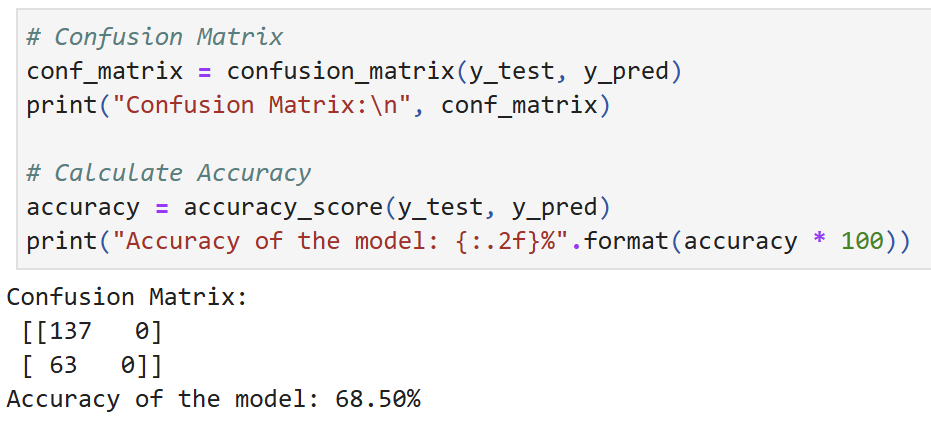 # Confusion Matrix
conf_matrix = confusion_matrix(y_test, y_pred)
print("Confusion Matrix:\n", conf_matrix)
# Calculate Accuracy
accuracy = accuracy_score(y_test, y_pred)
print("Accuracy of the model: {:.2f}%".format(accuracy * 100))
Confusion Matrix:
 [[137   0]
 [ 63   0]]
Accuracy of the model: 68.50%